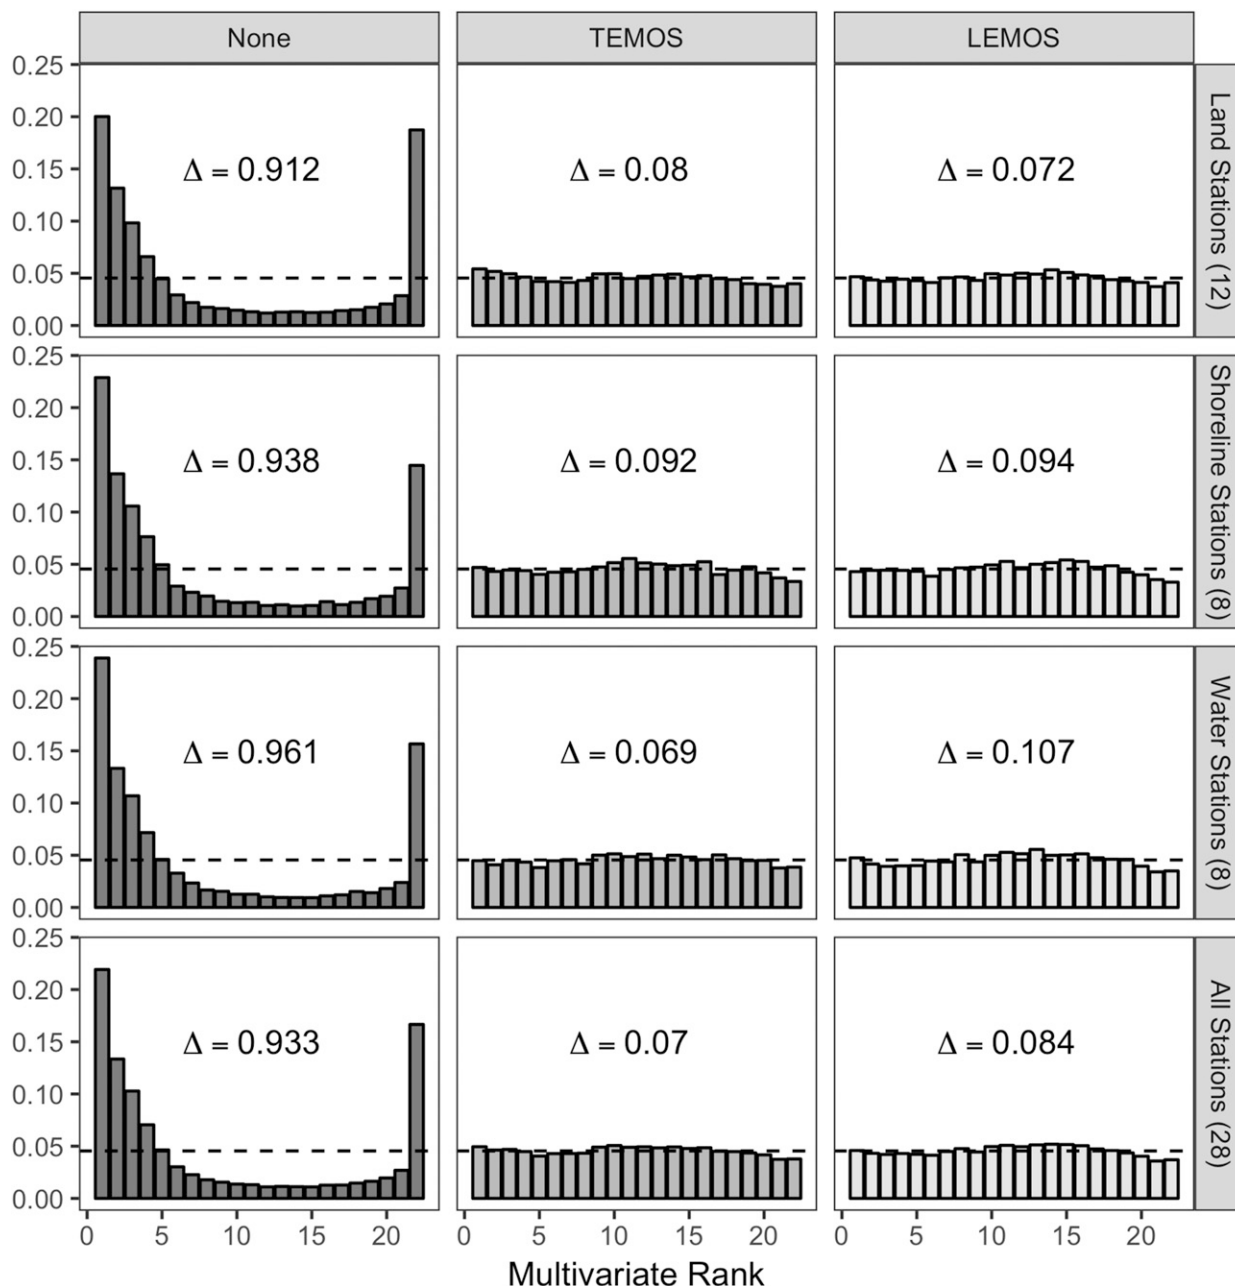 None TEMOS LEMOS
0.25
0.20
0.15
0.10
0.05
0.00
Δ = 0.912
Δ = 0.08
Δ = 0.072
Land Stations (12)
0.25
0.20
0.15
0.10
0.05
0.00
Δ = 0.938
Δ = 0.092
Δ = 0.094
Shoreline Stations (8)
0.25
0.20
0.15
0.10
0.05
0.00
Δ = 0.961
Δ = 0.069
Δ = 0.107
Water Stations (8)
0.25
0.20
0.15
0.10
0.05
0.00
Δ = 0.933
Δ = 0.07
Δ = 0.084
All Stations (28)
0 5 10 15 20 0 5 10 15 20 0 5 10 15 20
Multivariate Rank